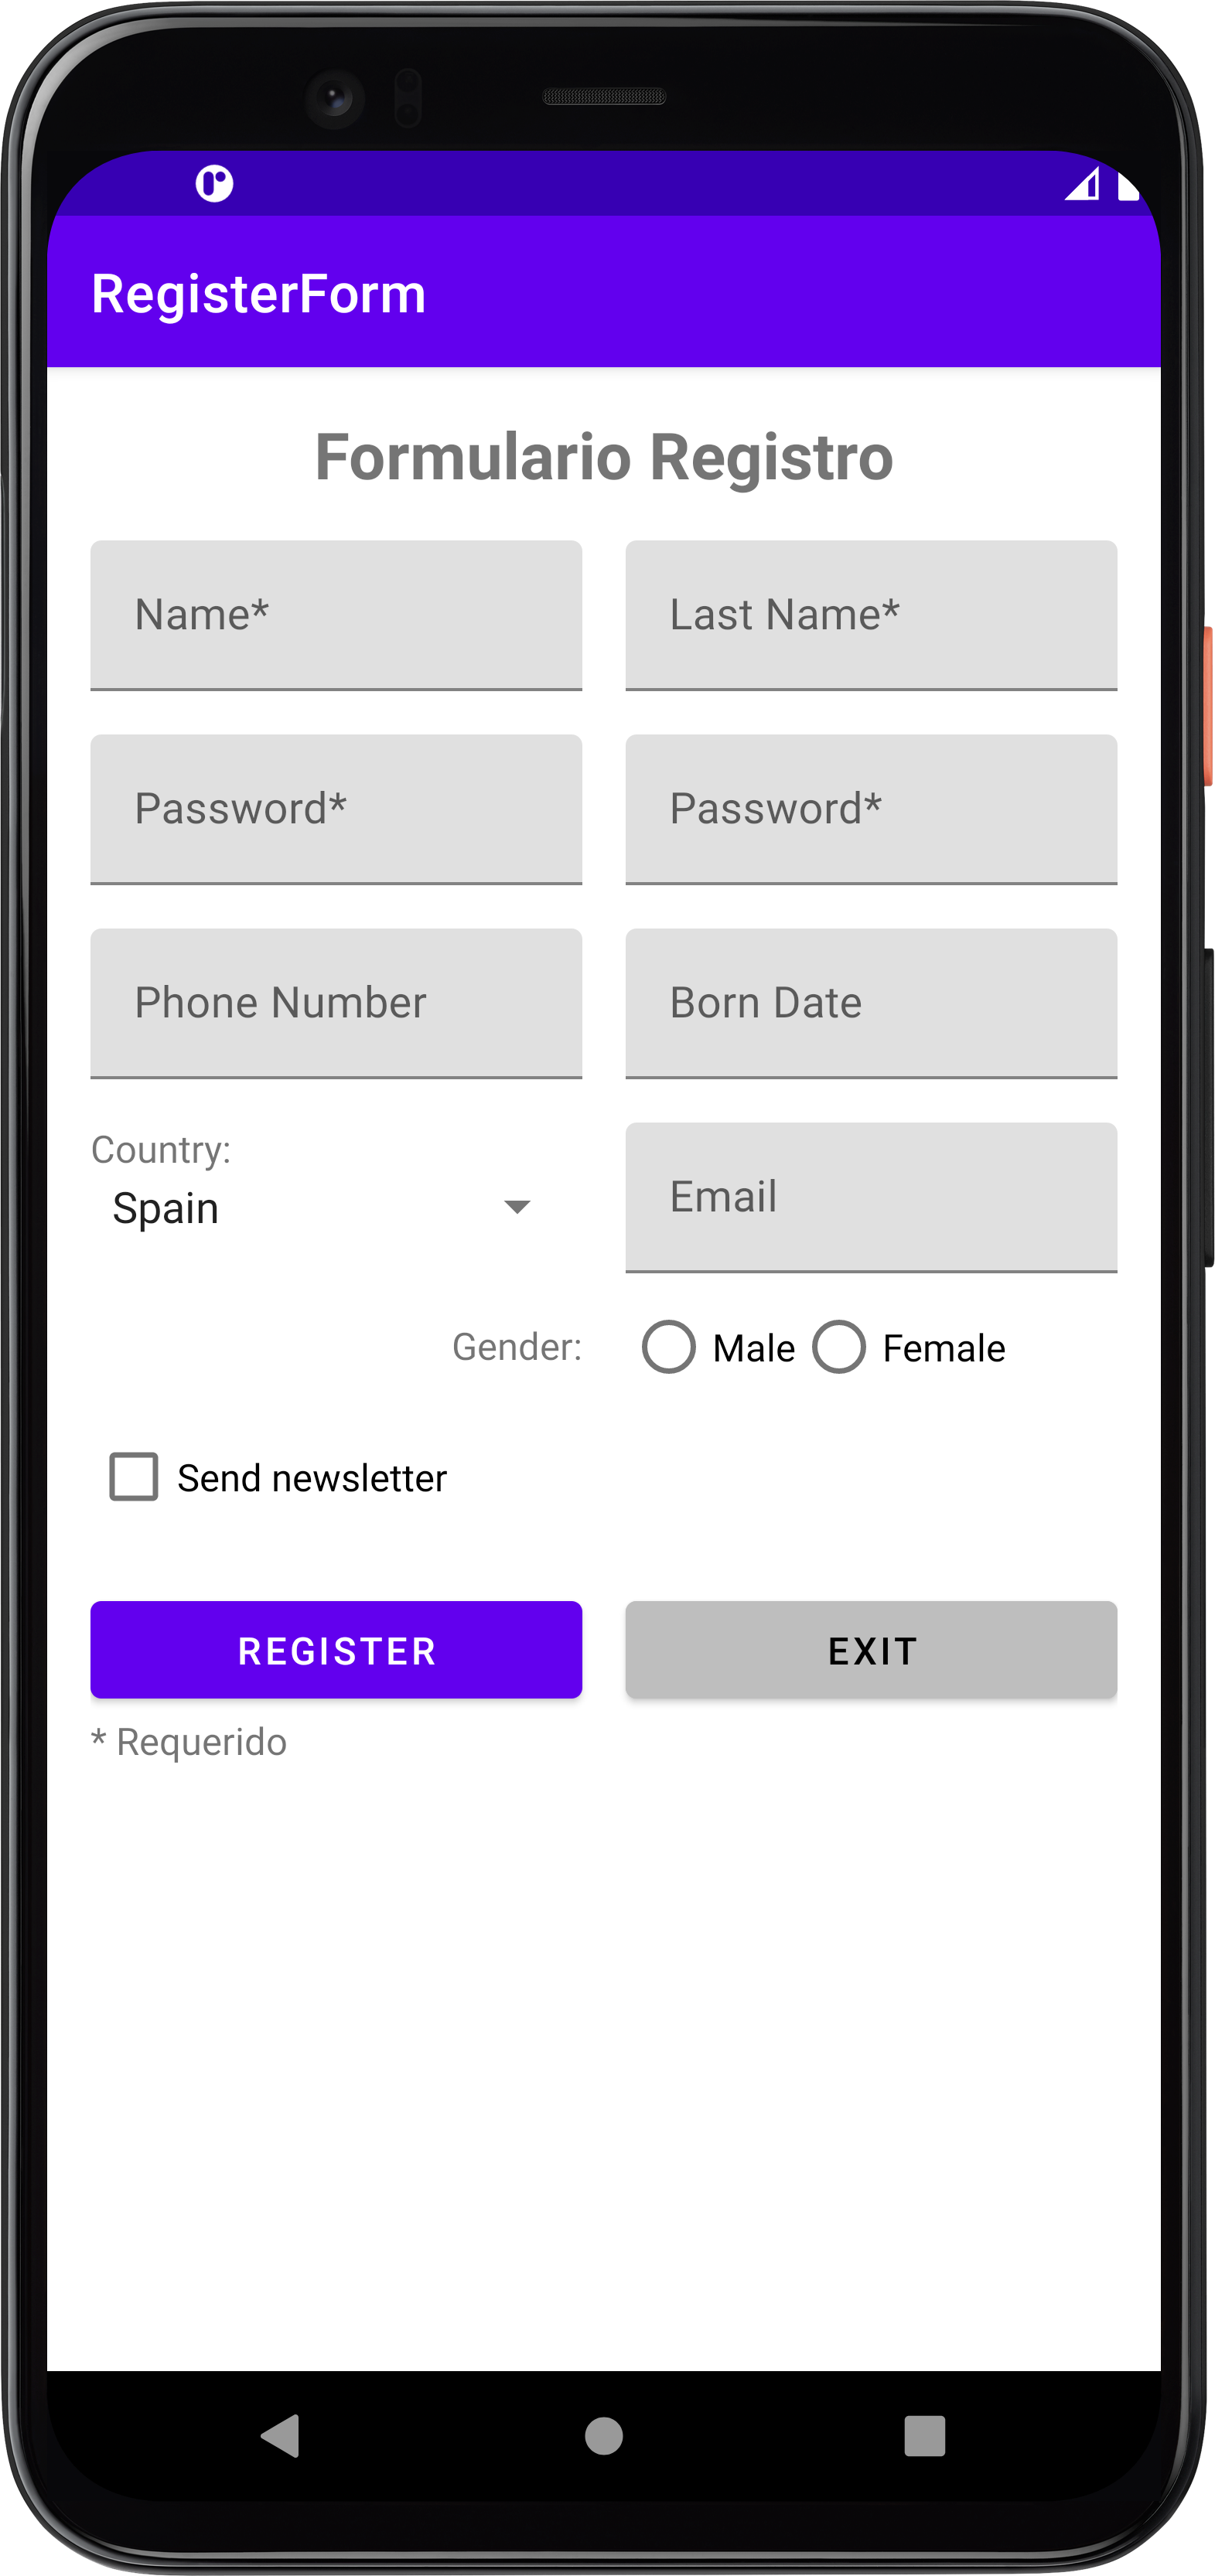 RegisterForm
Formulario Registro
Name* Last Name*
Password* Password*
Phone Number Born Date
Country:
Spain
Email
Gender: Male Female
Send newsletter
REGISTER EXIT
* Requerido